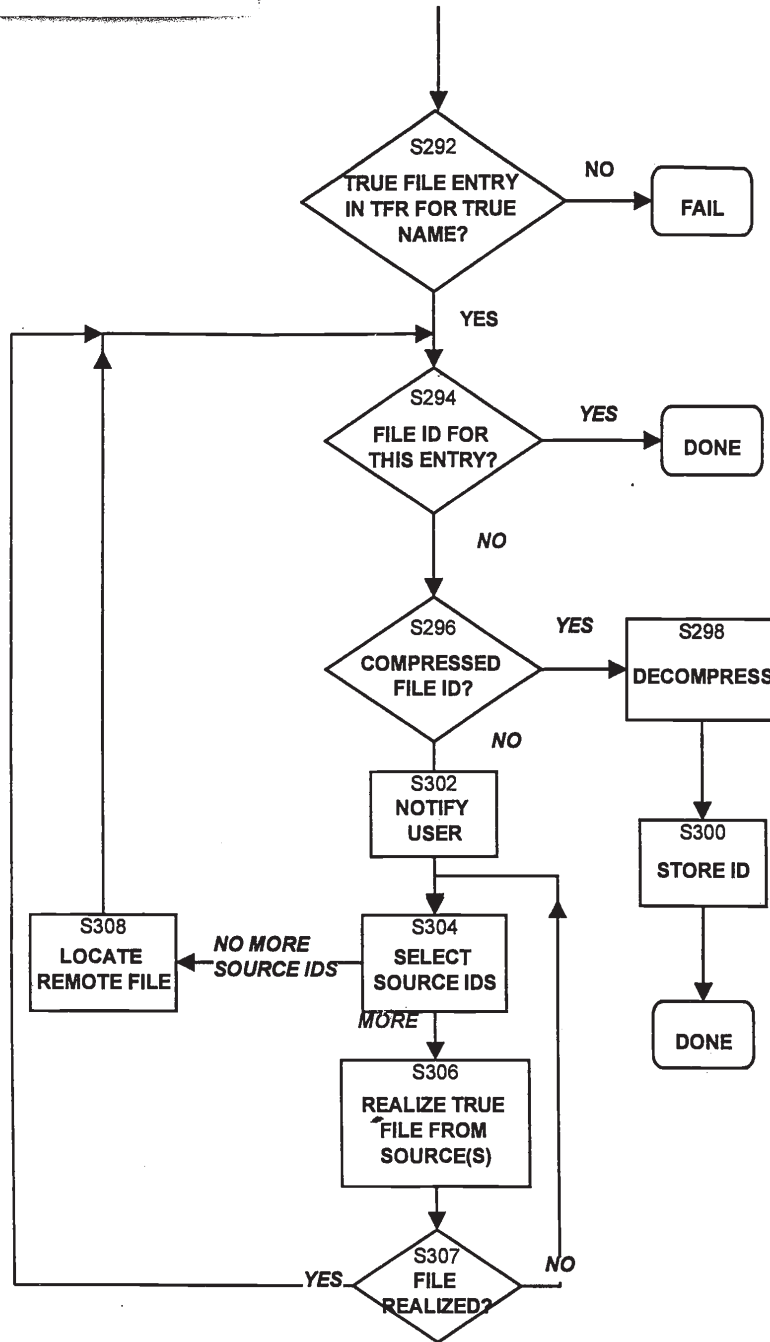 S292
TRUE FILE ENTRY
IN TFR FOR TRUE
NAME?
NO
FAIL
YES
S294
FILE ID FOR
THIS ENTRY?
YES
DONE
NO
S296
COMPRESSED
FILE ID?
YES
S298
DECOMPRESS
NO
S302
NOTIFY
USER
S300
STORE ID
S308
LOCATE
REMOTE FILE
NO MORE
SOURCE IDS
S304
SELECT
SOURCE IDS
MORE
DONE
S306
REALIZE TRUE
FILE FROM
SOURCE(S)
S307
FILE
REALIZED?
YES
NO